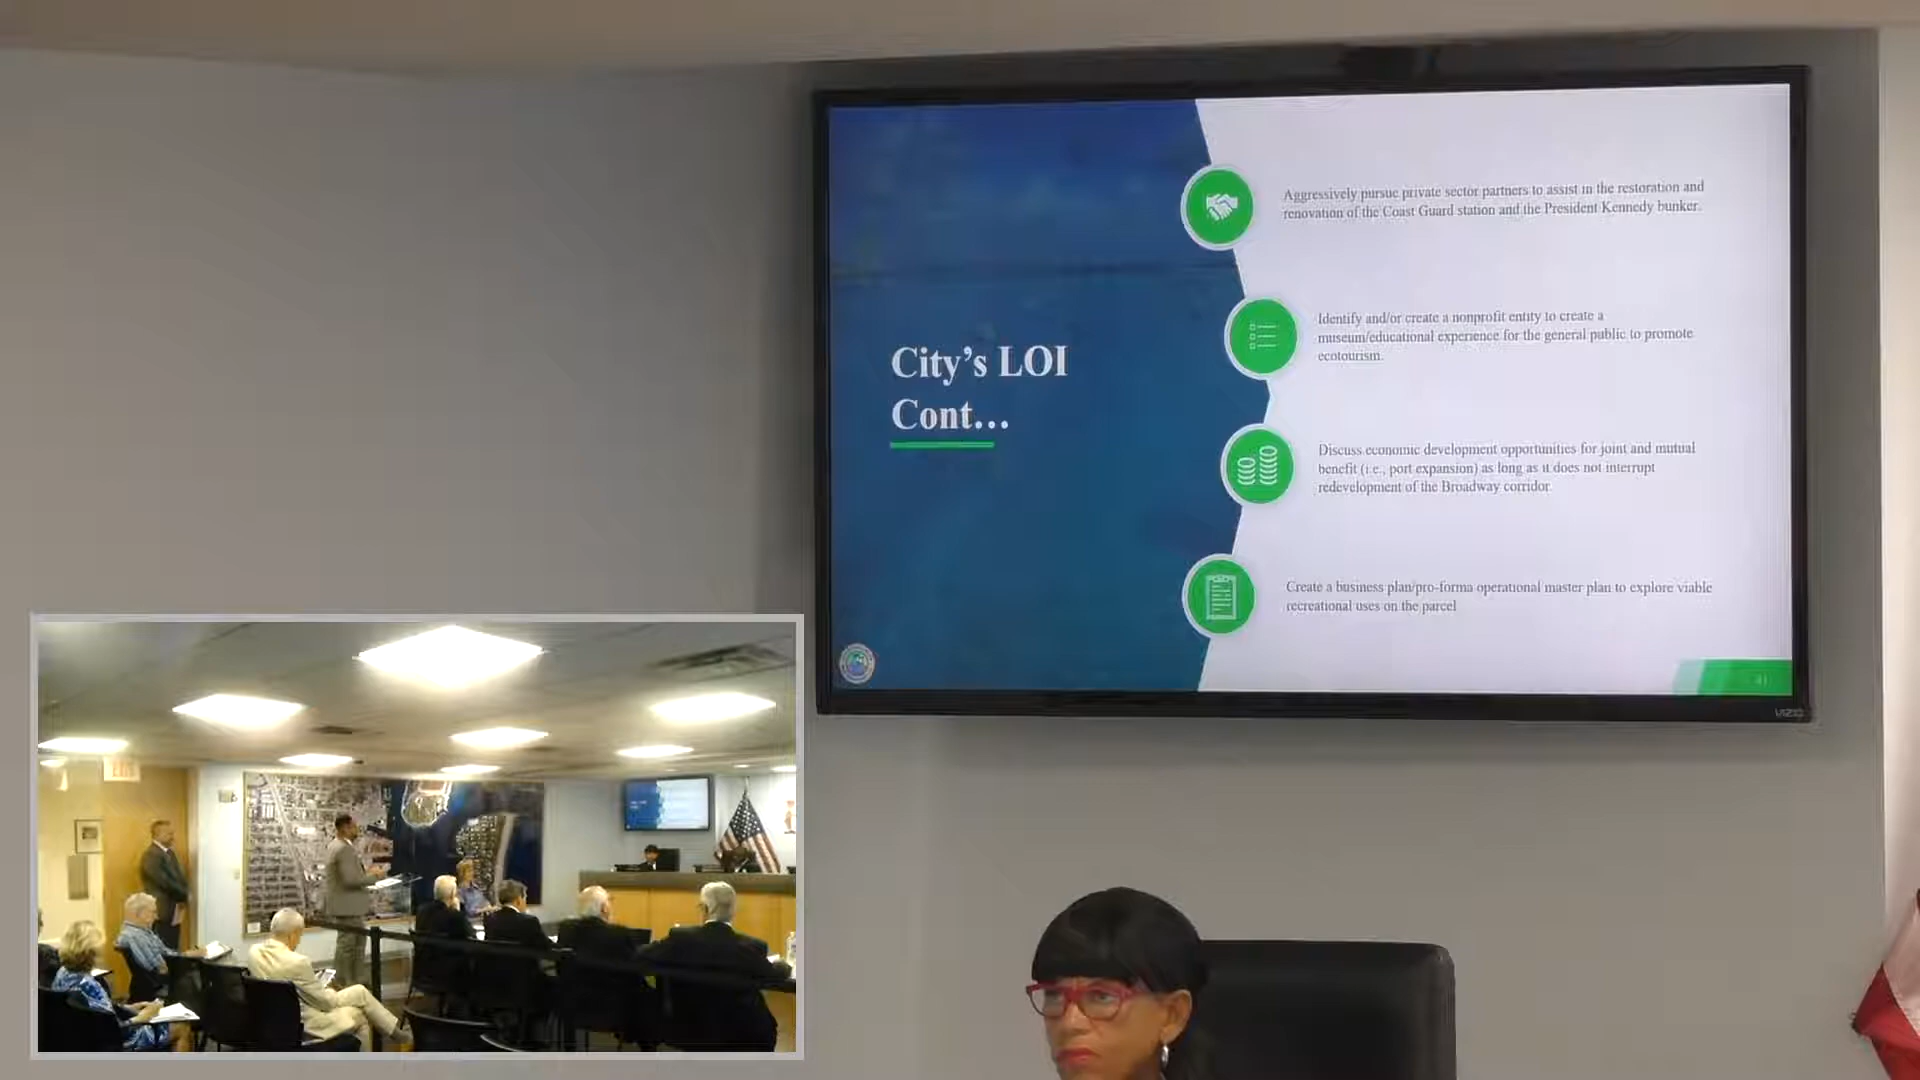 City's LOI
Cont...
Aggressively pursue private sector partners to assist in the restoration and
renovation of the Coast Guard station and the President Kennedy bunker.
Identify and/or create a nonprofit entity to create a
museum/educational experience for the general public to promote
ecotourism.
Discuss economic development opportunities for joint and mutual
benefit (i.e., port expansion) as long as it does not interrupt
redevelopment of the Broadway corridor.
Create a business plan/pro-forma operational master plan to explore viable
recreational uses on the parcel
41
VIZIO
EXIT